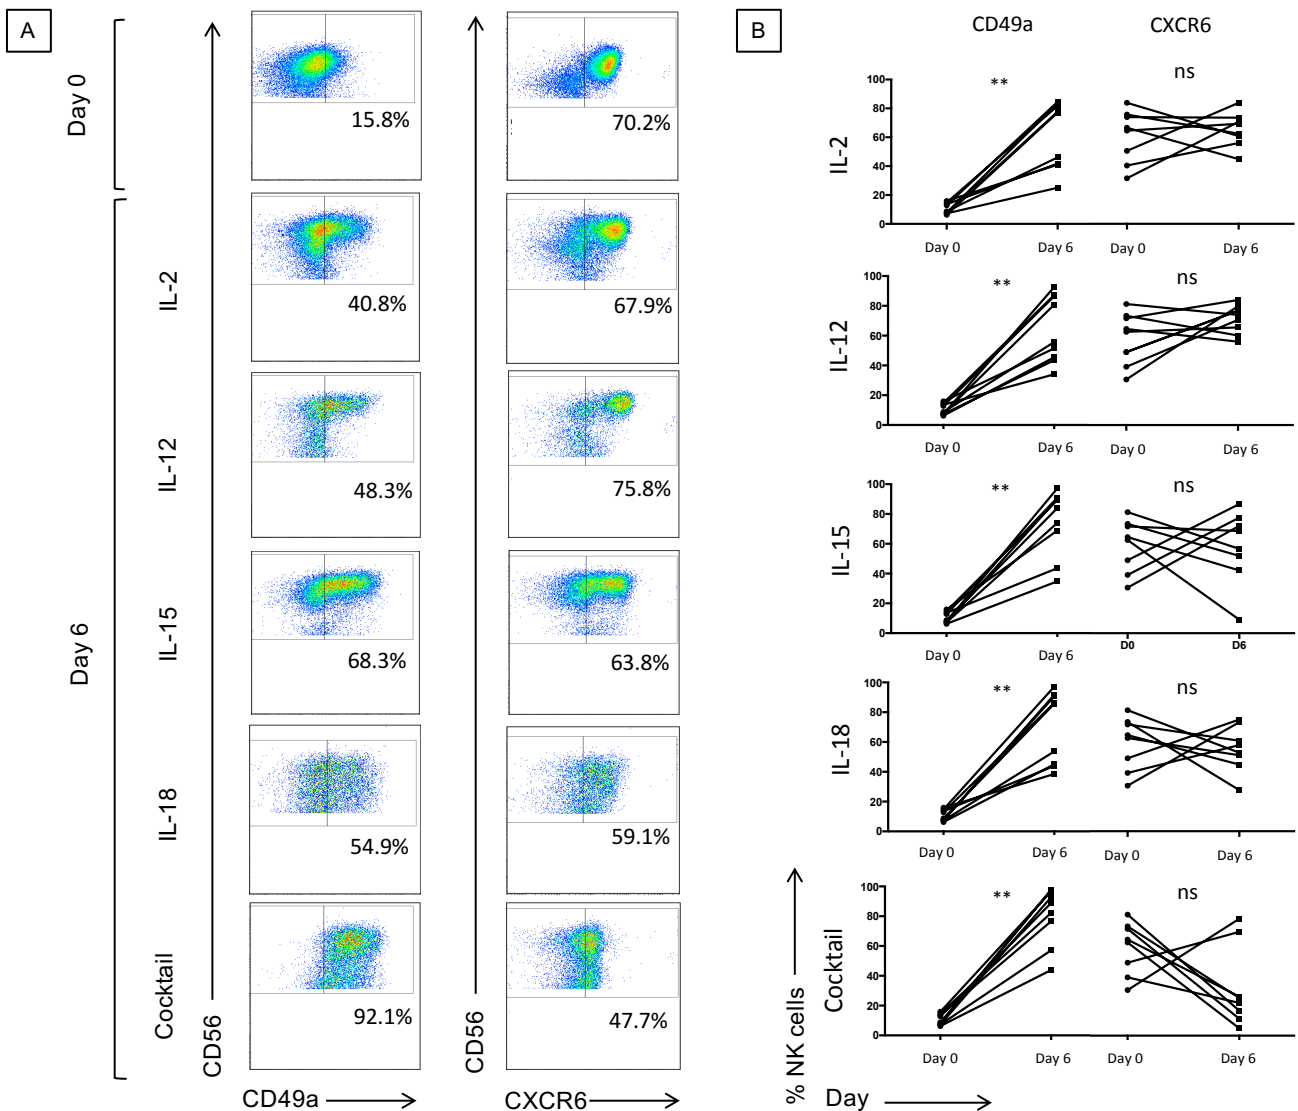 A
Day 0
15.8%
70.2%
Day 6
IL-2
40.8%
67.9%
IL-12
48.3%
75.8%
IL-15
68.3%
63.8%
IL-18
54.9%
59.1%
Cocktail
92.1%
47.7%
CD56
CD56
CD49a
CXCR6
B
CD49a
CXCR6
IL-2
100
80
60
40
20
0
**
ns
Day 0
Day 6
Day 0
Day 6
IL-12
100
80
60
40
20
0
**
ns
Day 0
Day 6
Day 0
Day 6
IL-15
100
80
60
40
20
0
**
ns
Day 0
Day 6
D0
D6
IL-18
100
80
60
40
20
0
**
ns
Day 0
Day 6
Day 0
Day 6
Cocktail
100
80
60
40
20
0
**
ns
Day 0
Day 6
Day 0
Day 6
% NK cells
Day